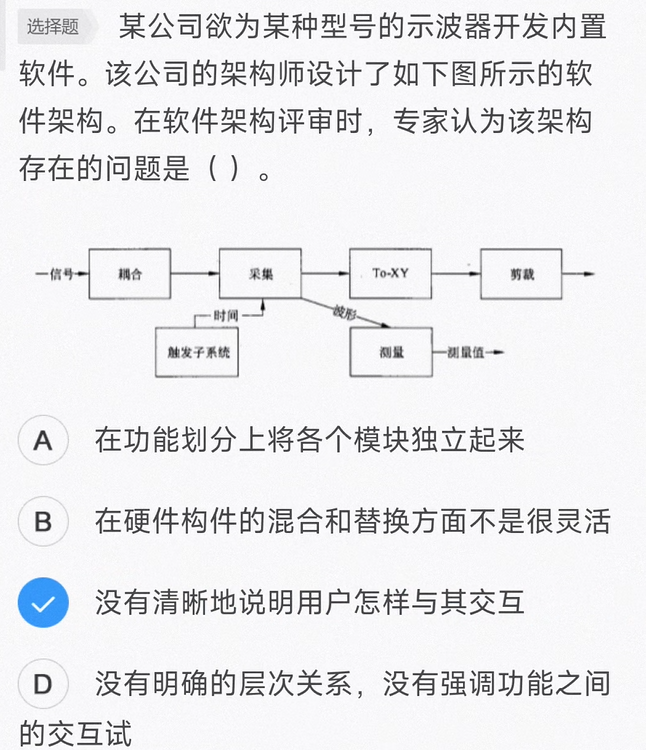 选择题 某公司欲为某种型号的示波器开发内置
软件。该公司的架构师设计了如下图所示的软
件架构。在软件架构评审时，专家认为该架构
存在的问题是（ ）。
信号 耦合 采集 To-XY 剪裁
时间 波形
触发子系统 测量 测量值
A 在功能划分上将各个模块独立起来
B 在硬件构件的混合和替换方面不是很灵活
没有清晰地说明用户怎样与其交互
D 没有明确的层次关系，没有强调功能之间
的交互试